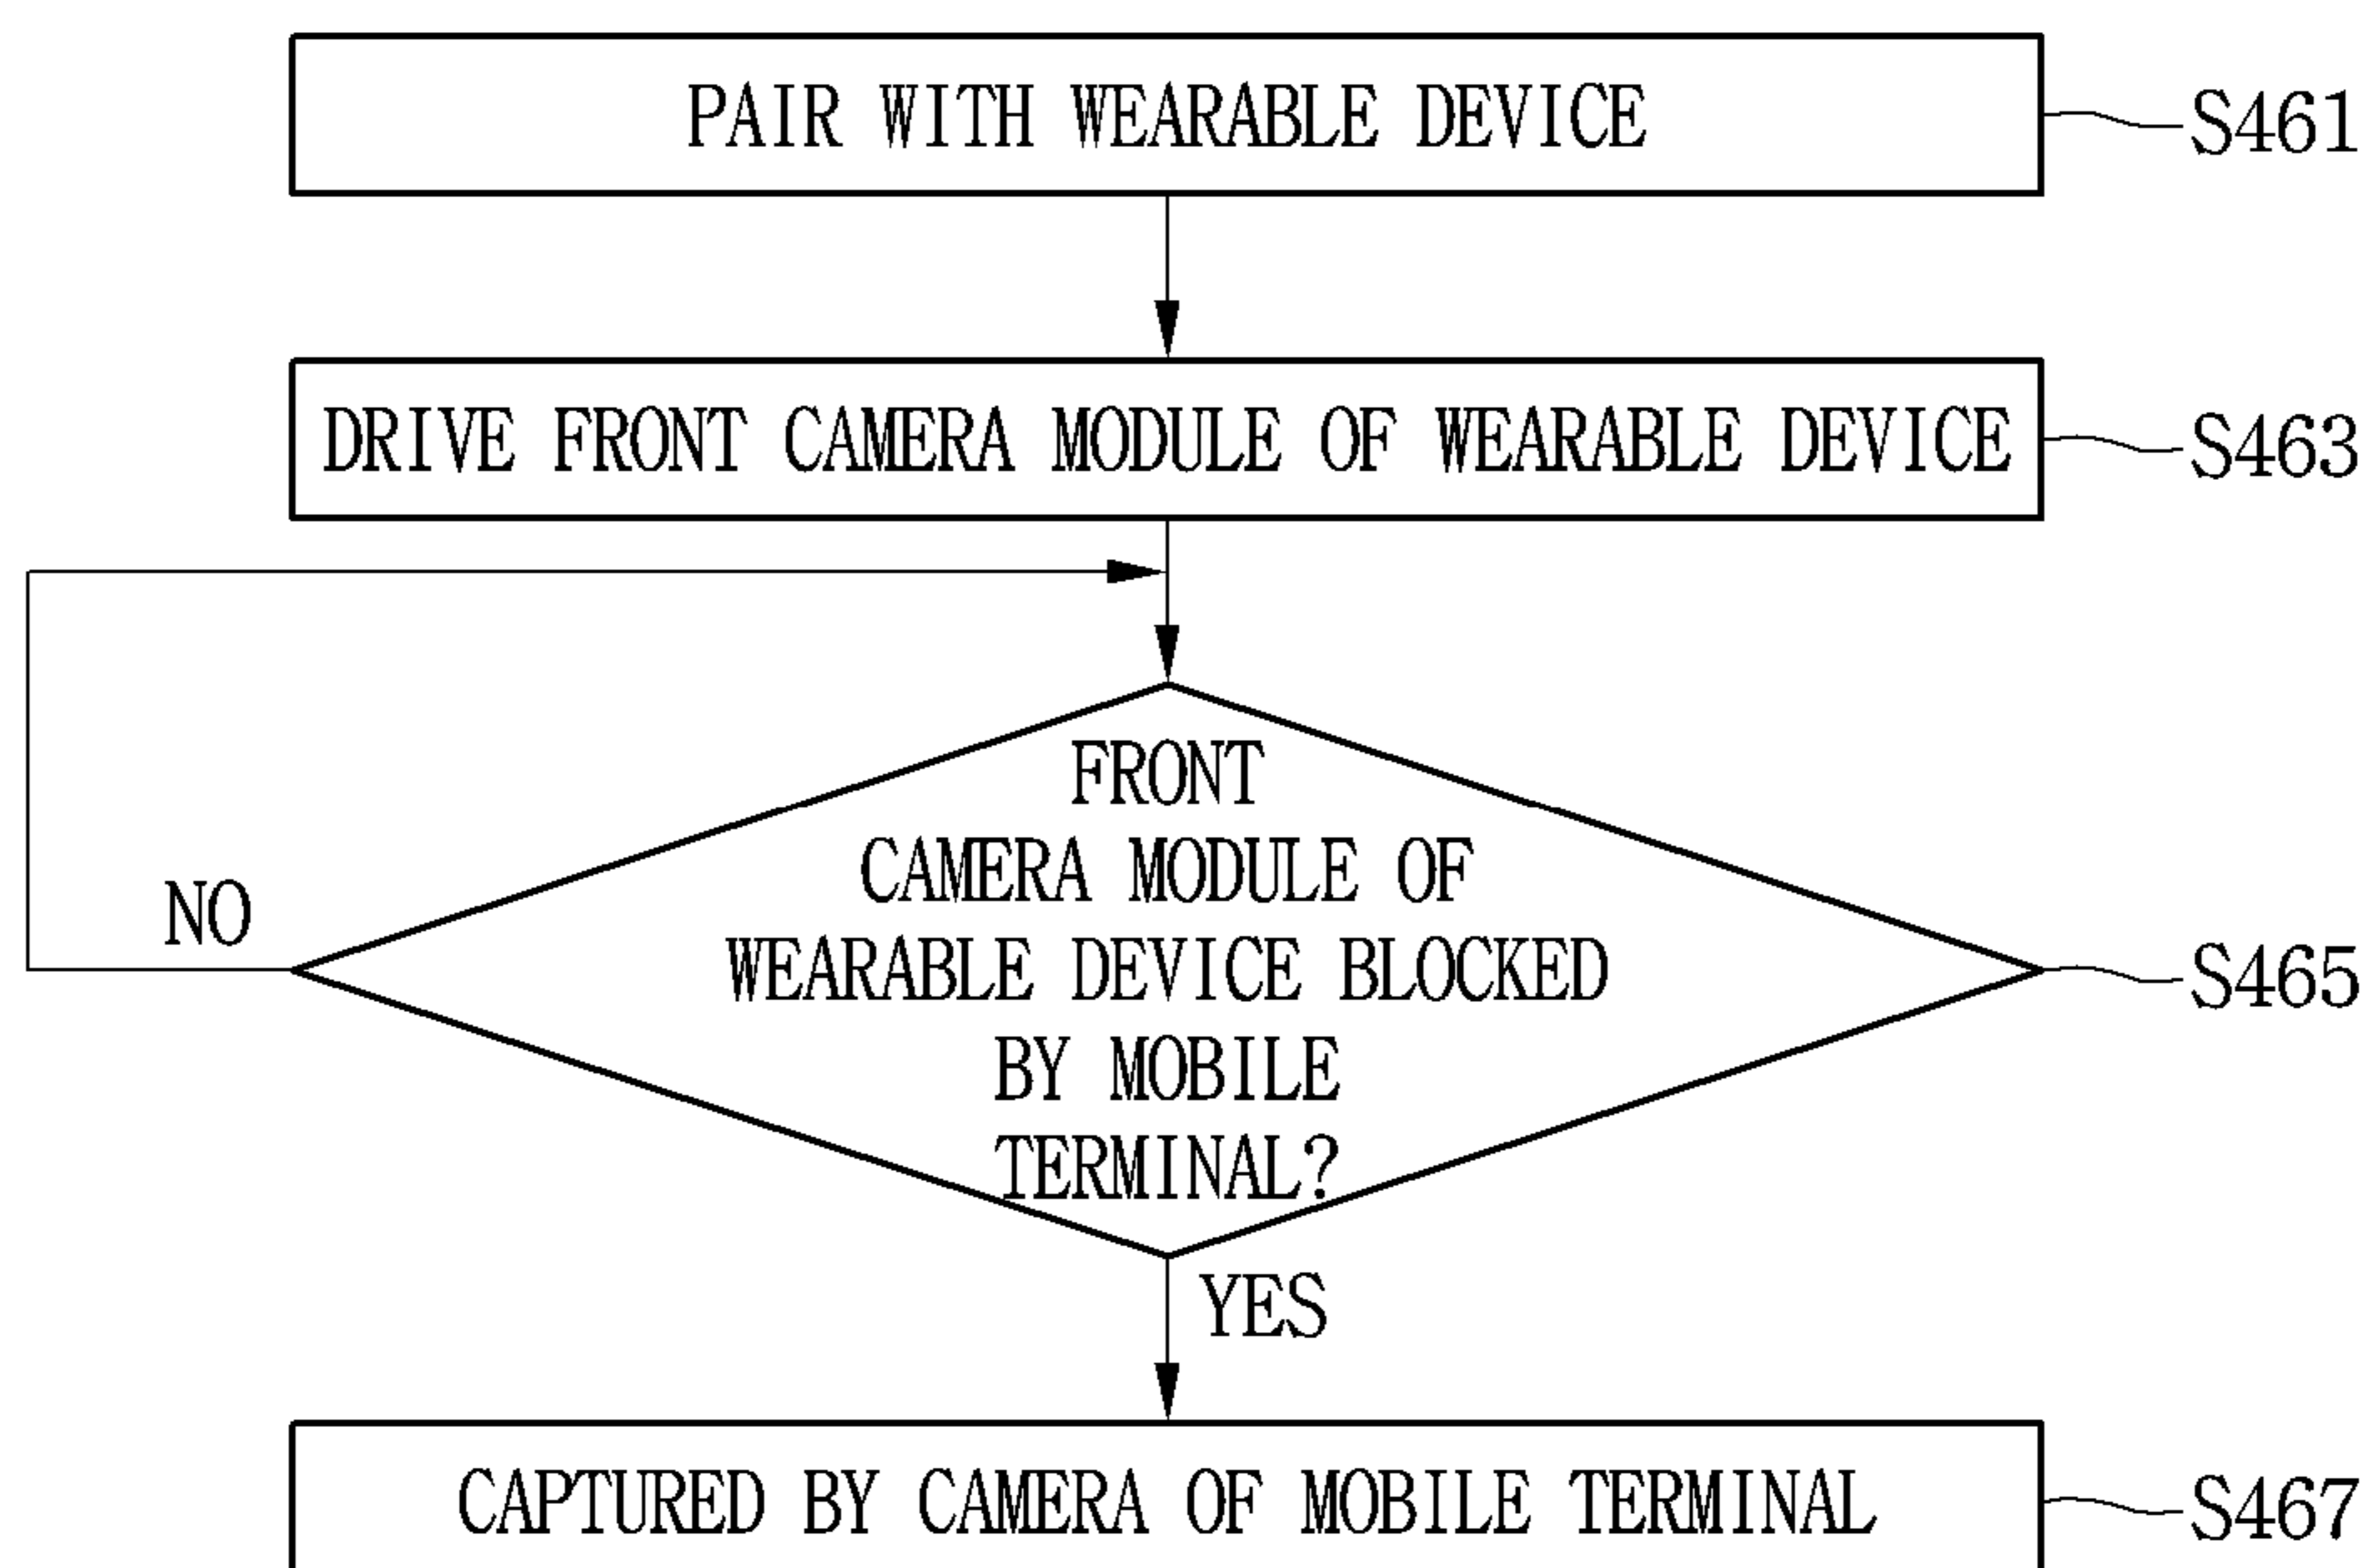 PAIR WITH WEARABLE DEVICE
S461
DRIVE FRONT CAMERA MODULE OF WEARABLE DEVICE
S463
FRONT
CAMERA MODULE OF
WEARABLE DEVICE BLOCKED
BY MOBILE
TERMINAL?
S465
NO
YES
CAPTURED BY CAMERA OF MOBILE TERMINAL
S467